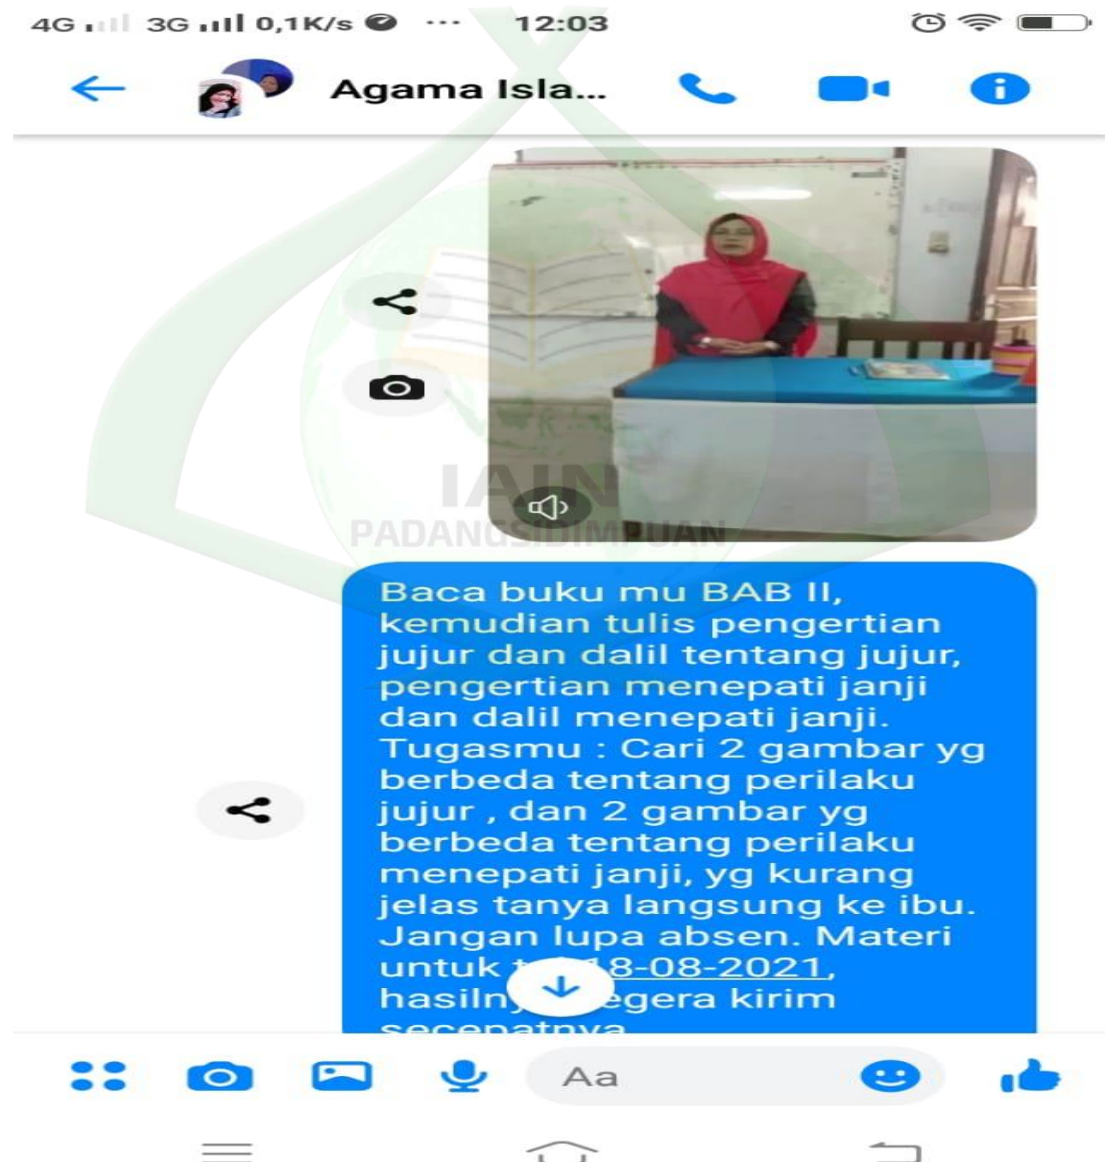 4G 3G 0,1K/s ... 12:03
Agama Isla...
IAIN
PADANGSIDIMPUAN
Baca buku mu BAB II,
kemudian tulis pengertian
jujur dan dalil tentang jujur,
pengertian menepati janji
dan dalil menepati janji.
Tugasmu : Cari 2 gambar yg
berbeda tentang perilaku
jujur , dan 2 gambar yg
berbeda tentang perilaku
menepati janji, yg kurang
jelas tanya langsung ke ibu.
Jangan lupa absen. Materi
untuk 18-08-2021,
kirim
secepatnya
Aa